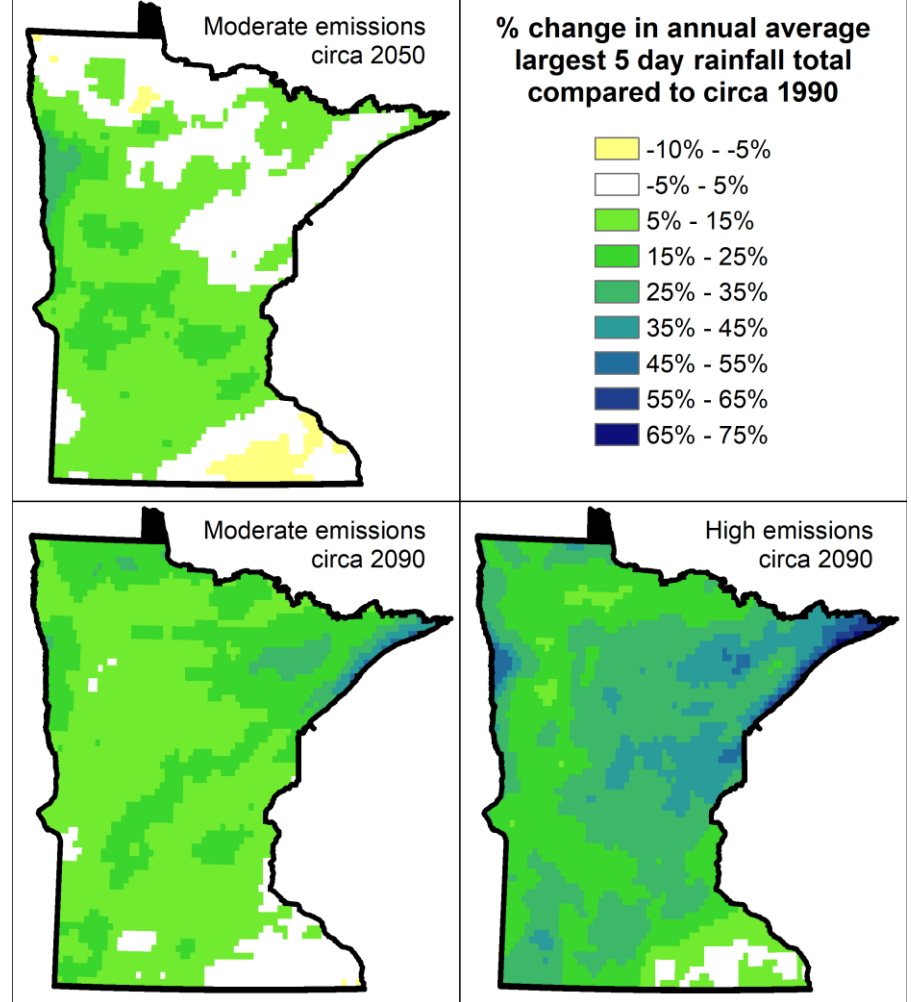 Moderate emissions
circa 2050
% change in annual average
largest 5 day rainfall total
compared to circa 1990
-10% - -5%
-5% - 5%
5% - 15%
15% - 25%
25% - 35%
35% - 45%
45% - 55%
55% - 65%
65% - 75%
Moderate emissions
circa 2090
High emissions
circa 2090